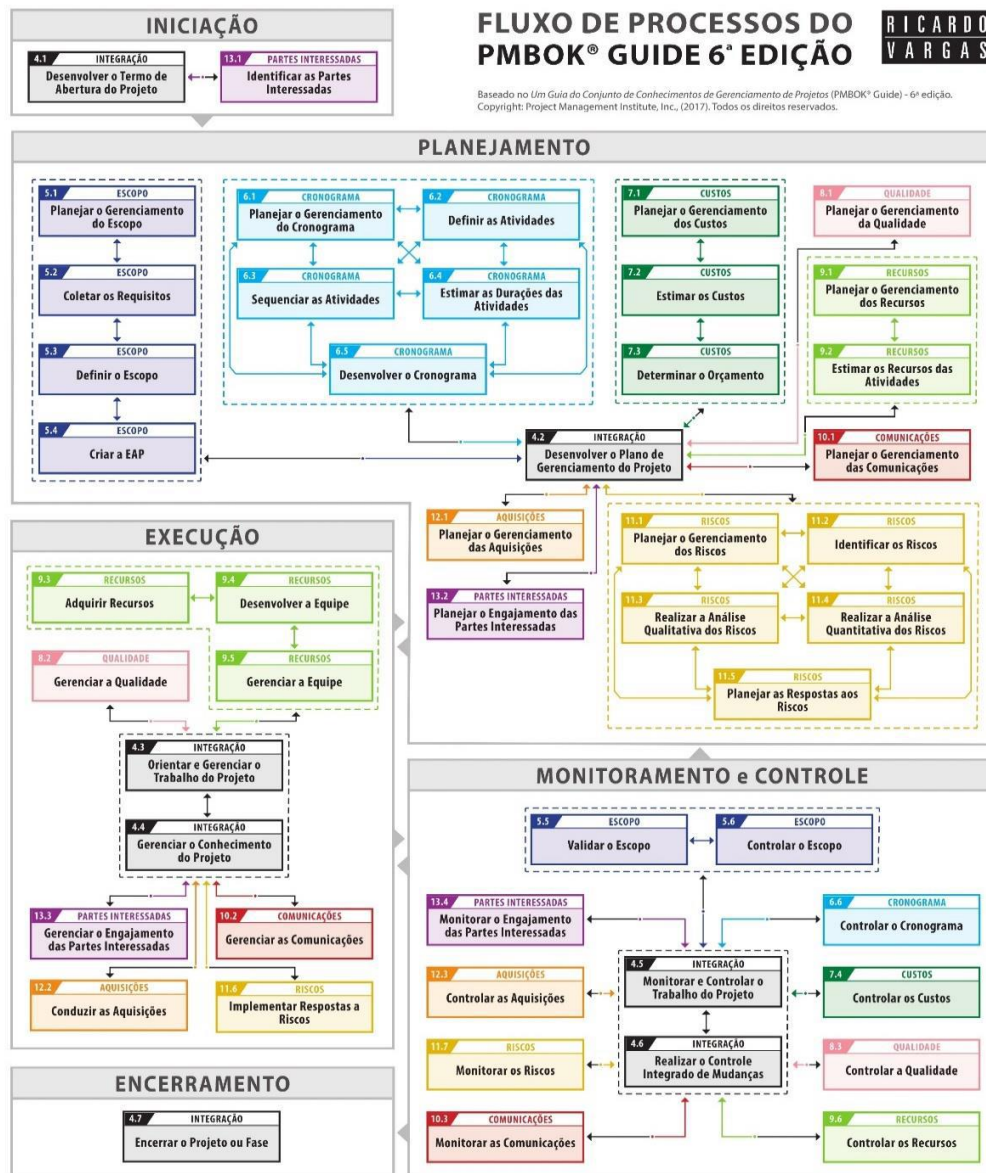 INICIAÇÃO
4.1 INTEGRAÇÃO
Desenvolver o Termo de
Abertura do Projeto
13.1 PARTES INTERESSADAS
Identificar as Partes
Interessadas
FLUXO DE PROCESSOS DO
PMBOK® GUIDE 6ª EDIÇÃO
RICARDO
VARGAS
Baseado no Um Guia do Conjunto de Conhecimentos de Gerenciamento de Projetos (PMBOK® Guide) - 6ª edição.
Copyright: Project Management Institute, Inc., (2017). Todos os direitos reservados.
PLANEJAMENTO
5.1 ESCOPO
Planejar o Gerenciamento
do Escopo
5.2 ESCOPO
Coletar os Requisitos
5.3 ESCOPO
Definir o Escopo
5.4 ESCOPO
Criar a EAP
6.1 CRONOGRAMA
Planejar o Gerenciamento
do Cronograma
6.2 CRONOGRAMA
Definir as Atividades
6.3 CRONOGRAMA
Sequenciar as Atividades
6.4 CRONOGRAMA
Estimar as Durações das
Atividades
6.5 CRONOGRAMA
Desenvolver o Cronograma
7.1 CUSTOS
Planejar o Gerenciamento
dos Custos
7.2 CUSTOS
Estimar os Custos
7.3 CUSTOS
Determinar o Orçamento
8.1 QUALIDADE
Planejar o Gerenciamento
da Qualidade
9.1 RECURSOS
Planejar o Gerenciamento
dos Recursos
9.2 RECURSOS
Estimar os Recursos das
Atividades
4.2 INTEGRAÇÃO
Desenvolver o Plano de
Gerenciamento do Projeto
10.1 COMUNICAÇÕES
Planejar o Gerenciamento
das Comunicações
12.1 AQUISIÇÕES
Planejar o Gerenciamento
das Aquisições
13.2 PARTES INTERESSADAS
Planejar o Engajamento das
Partes Interessadas
11.1 RISCOS
Planejar o Gerenciamento
dos Riscos
11.2 RISCOS
Identificar os Riscos
11.3 RISCOS
Realizar a Análise
Qualitativa dos Riscos
11.4 RISCOS
Realizar a Análise
Quantitativa dos Riscos
11.5 RISCOS
Planejar as Respostas aos
Riscos
EXECUÇÃO
9.3 RECURSOS
Adquirir Recursos
9.4 RECURSOS
Desenvolver a Equipe
8.2 QUALIDADE
Gerenciar a Qualidade
9.5 RECURSOS
Gerenciar a Equipe
4.3 INTEGRAÇÃO
Orientar e Gerenciar o
Trabalho do Projeto
4.4 INTEGRAÇÃO
Gerenciar o Conhecimento
do Projeto
13.3 PARTES INTERESSADAS
Gerenciar o Engajamento
das Partes Interessadas
10.2 COMUNICAÇÕES
Gerenciar as Comunicações
12.2 AQUISIÇÕES
Conduzir as Aquisições
11.6 RISCOS
Implementar Respostas a
Riscos
MONITORAMENTO e CONTROLE
5.5 ESCOPO
Validar o Escopo
5.6 ESCOPO
Controlar o Escopo
13.4 PARTES INTERESSADAS
Monitorar o Engajamento
das Partes Interessadas
6.6 CRONOGRAMA
Controlar o Cronograma
12.3 AQUISIÇÕES
Controlar as Aquisições
4.5 INTEGRAÇÃO
Monitorar e Controlar o
Trabalho do Projeto
7.4 CUSTOS
Controlar os Custos
11.7 RISCOS
Monitorar os Riscos
4.6 INTEGRAÇÃO
Realizar o Controle
Integrado de Mudanças
8.3 QUALIDADE
Controlar a Qualidade
10.3 COMUNICAÇÕES
Monitorar as Comunicações
9.6 RECURSOS
Controlar os Recursos
ENCERRAMENTO
4.7 INTEGRAÇÃO
Encerrar o Projeto ou Fase